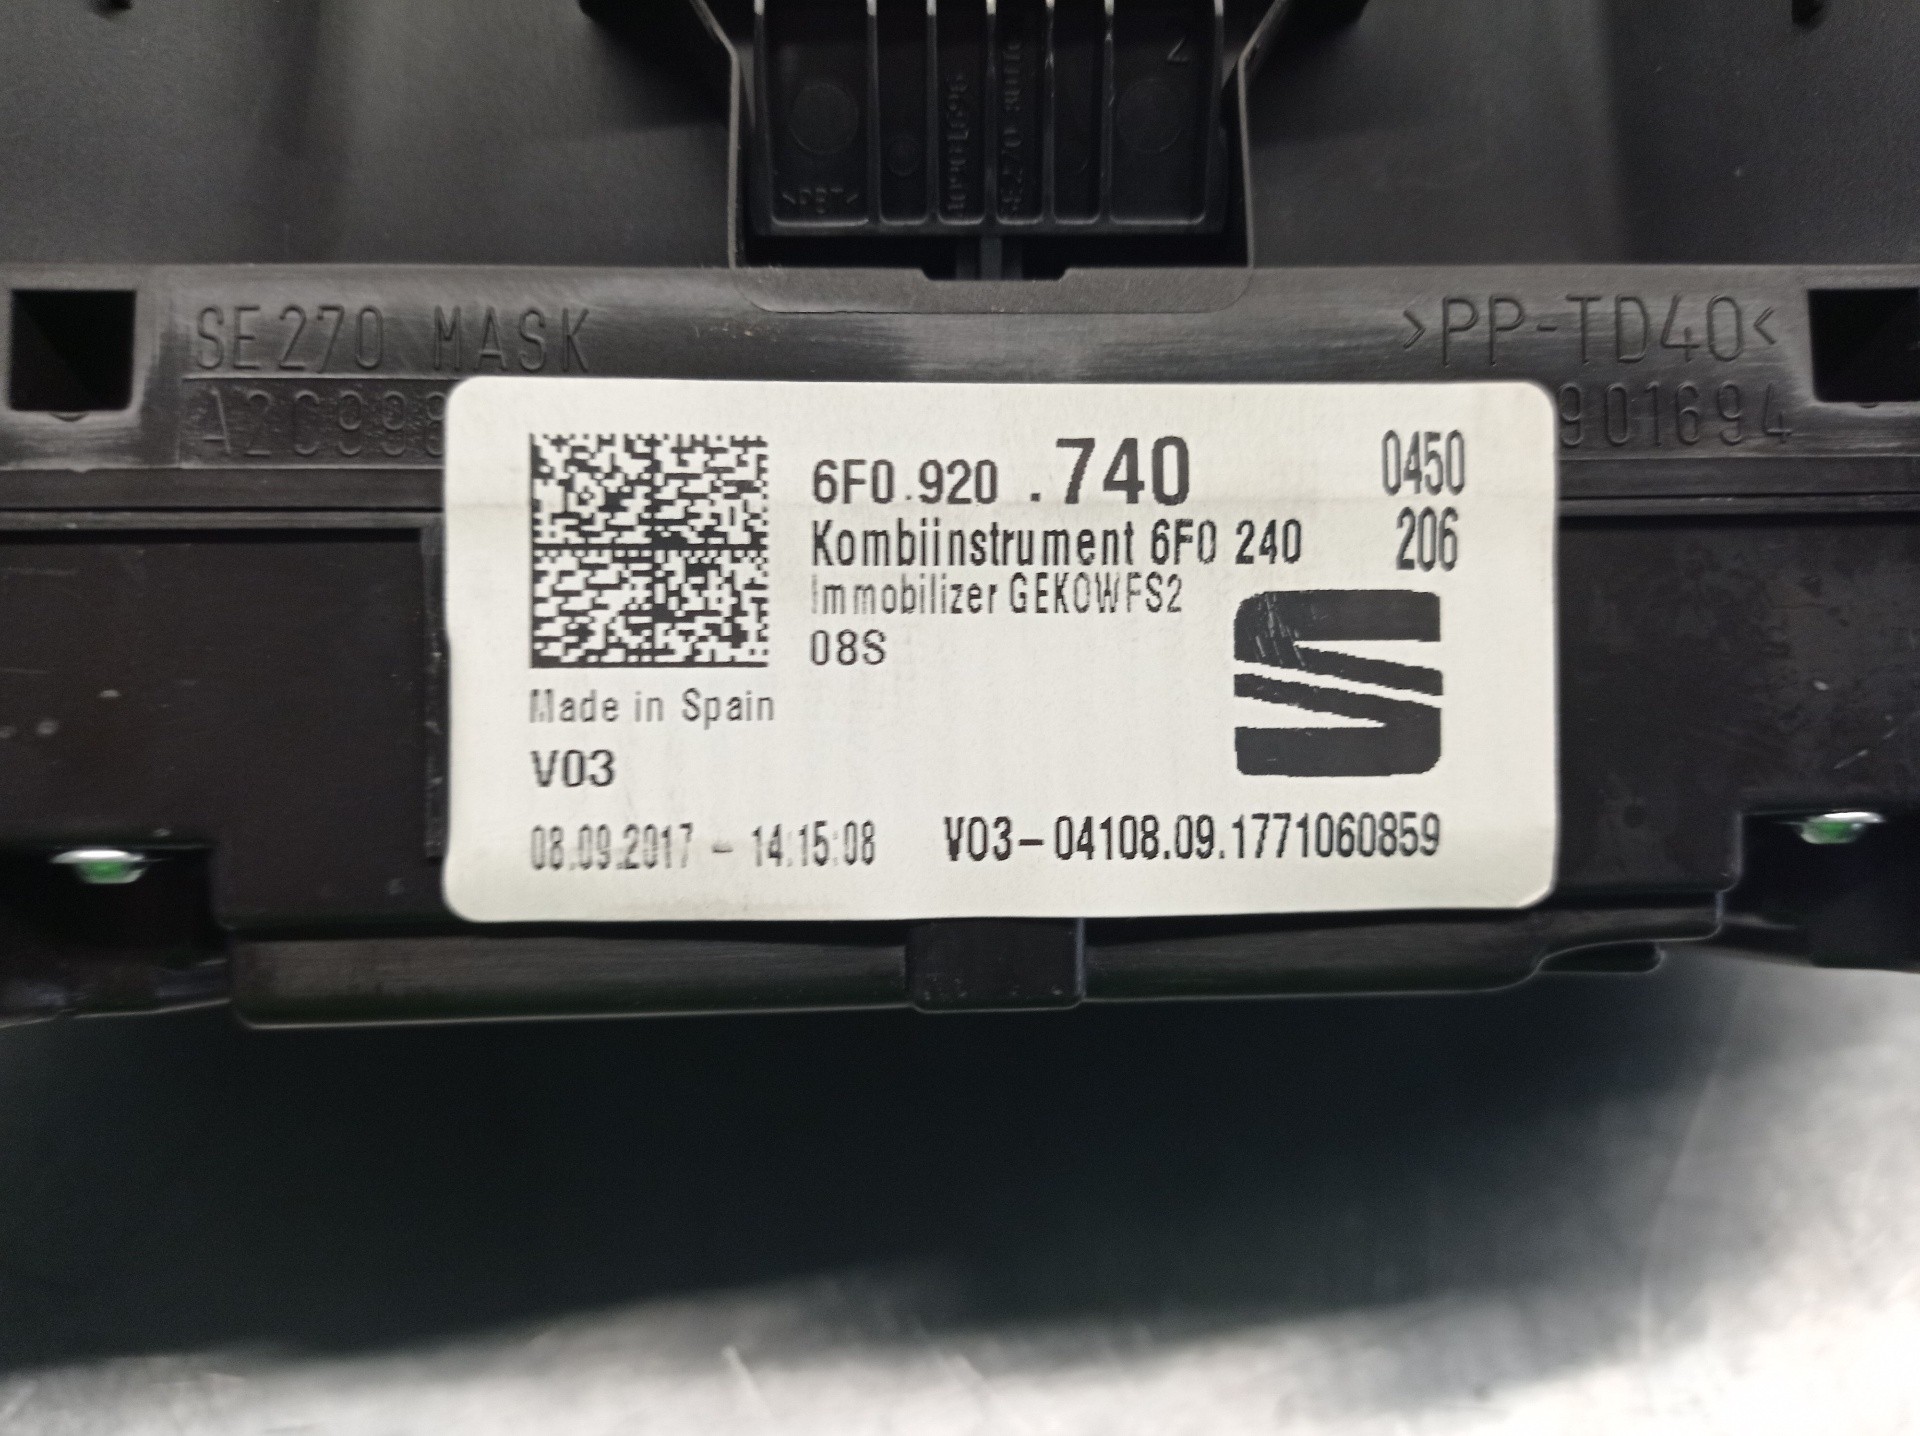 >PBT<
SE270 MASK
>PP-TD40<
901694
6F0.920 .740
0450
Kombiinstrument 6F0 240
206
Immobilizer GEKOWFS2
08S
Made in Spain
V03
08.09.2017 - 14:15:08
V03-04108.09.1771060859